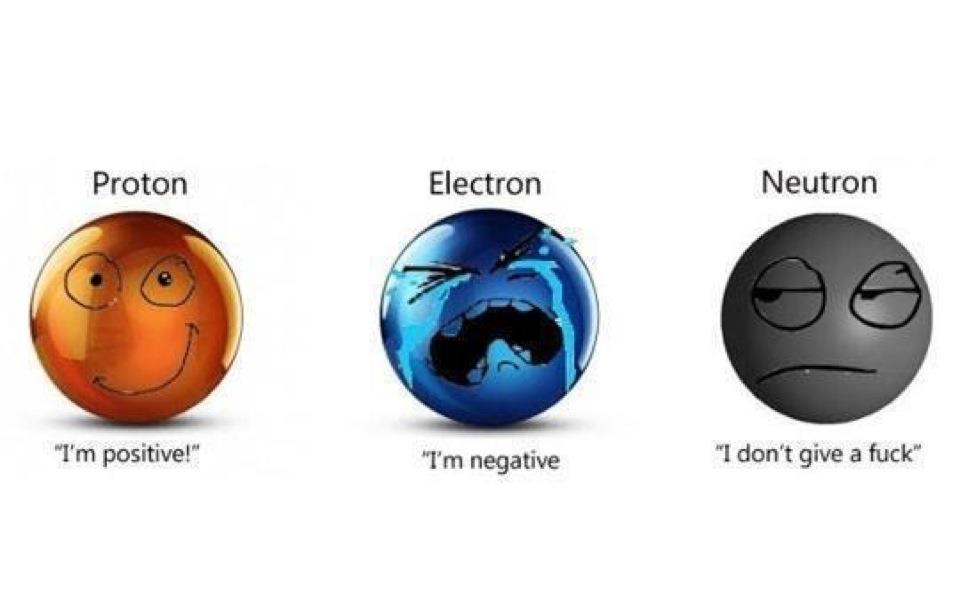 Proton
Electron
Neutron
"I'm positive!"
"I'm negative
"I don't give a fuck"